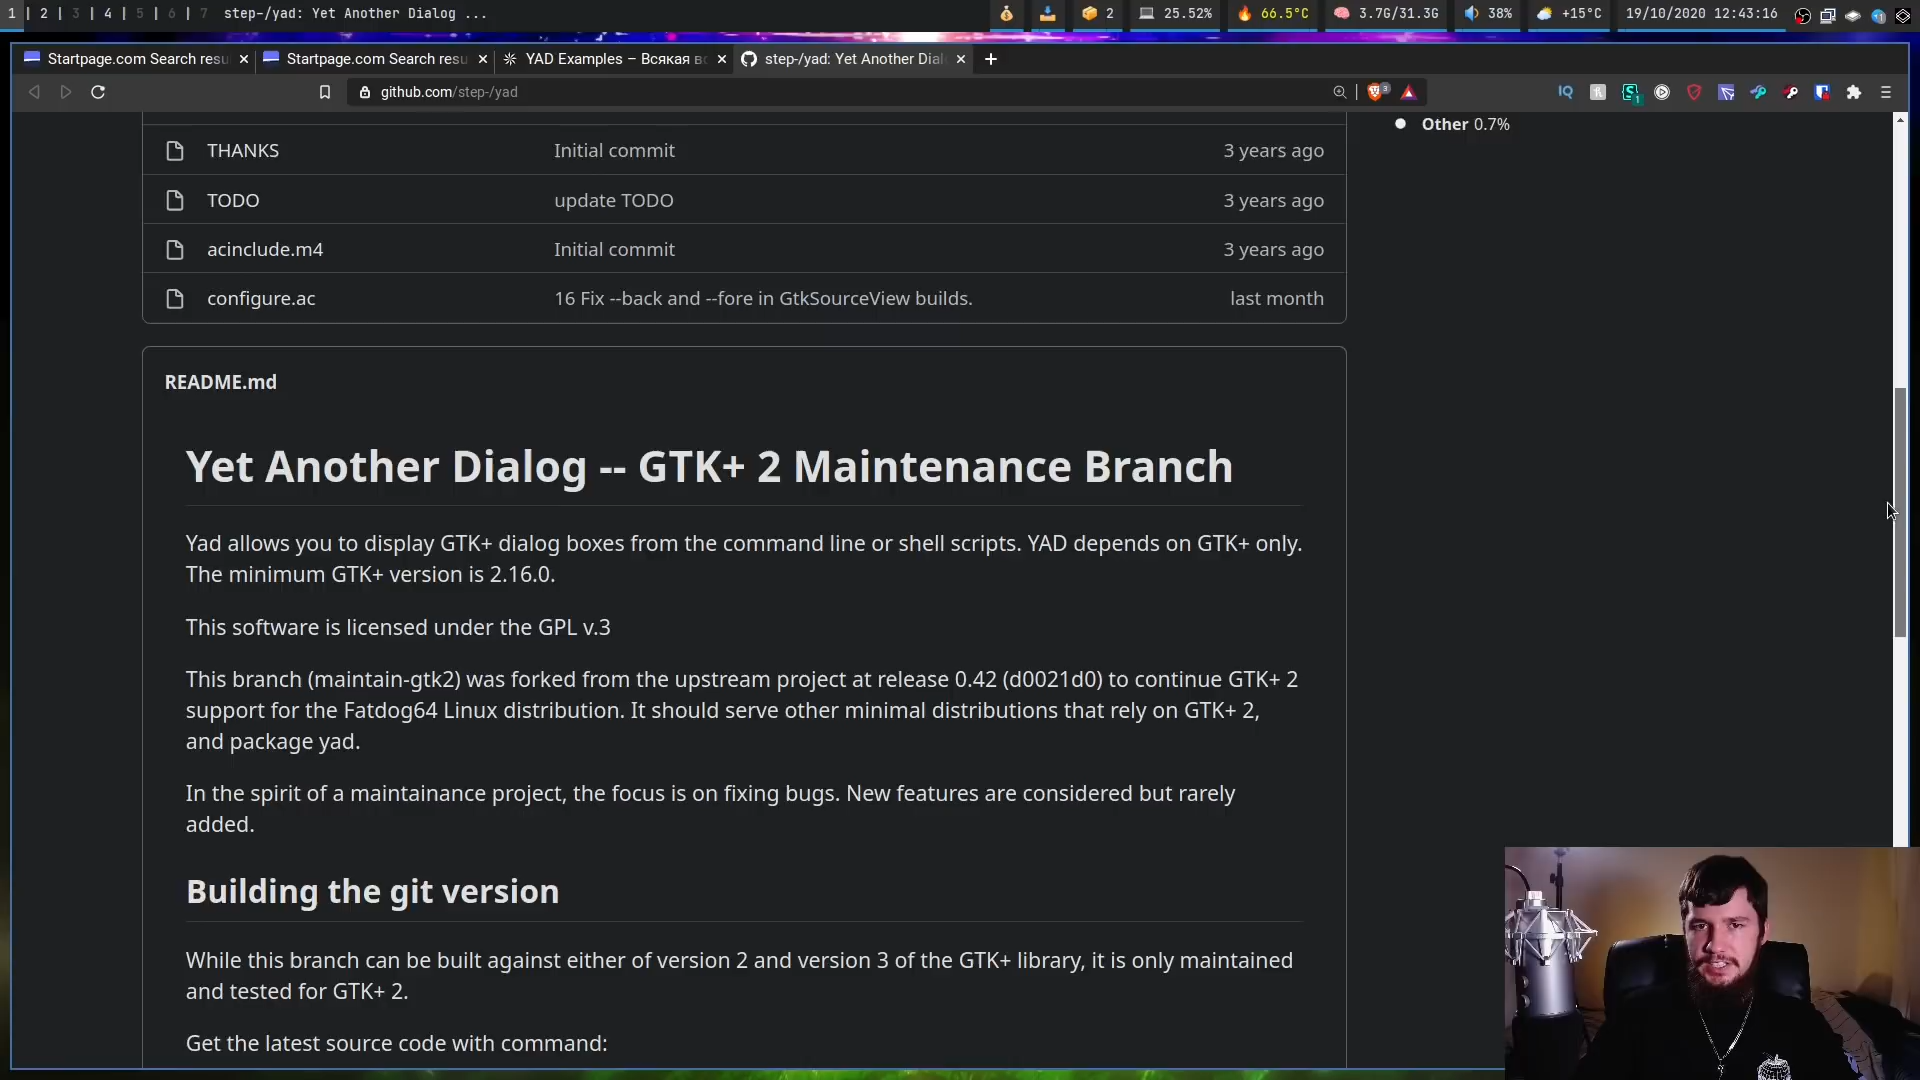 1 | 2 | 3 | 4 | 5 | 6 | 7 step-/yad: Yet Another Dialog ...
2 25.52% 66.5°C 3.7G/31.3G 38% +15°C 19/10/2020 12:43:16
Startpage.com Search resu Startpage.com Search resu YAD Examples – Всякая вс step-/yad: Yet Another Dial
github.com/step-/yad
Other 0.7%
THANKS Initial commit 3 years ago
TODO update TODO 3 years ago
acinclude.m4 Initial commit 3 years ago
configure.ac 16 Fix --back and --fore in GtkSourceView builds. last month
README.md
Yet Another Dialog -- GTK+ 2 Maintenance Branch
Yad allows you to display GTK+ dialog boxes from the command line or shell scripts. YAD depends on GTK+ only.
The minimum GTK+ version is 2.16.0.
This software is licensed under the GPL v.3
This branch (maintain-gtk2) was forked from the upstream project at release 0.42 (d0021d0) to continue GTK+ 2
support for the Fatdog64 Linux distribution. It should serve other minimal distributions that rely on GTK+ 2,
and package yad.
In the spirit of a maintainance project, the focus is on fixing bugs. New features are considered but rarely
added.
Building the git version
While this branch can be built against either of version 2 and version 3 of the GTK+ library, it is only maintained
and tested for GTK+ 2.
Get the latest source code with command: